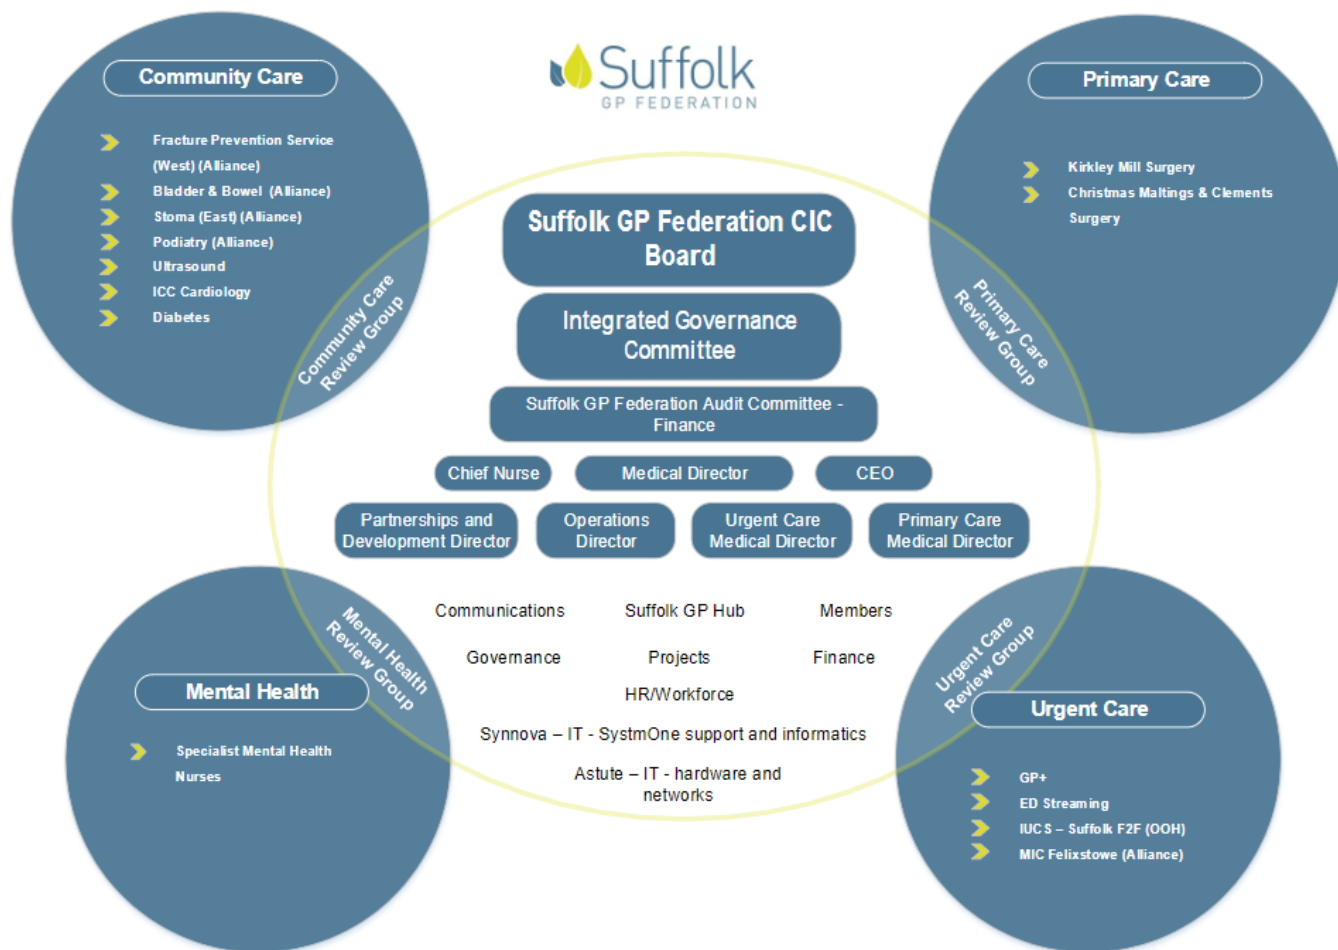 Suffolk
GP FEDERATION
Community Care
Fracture Prevention Service
(West) (Alliance)
Bladder & Bowel (Alliance)
Stoma (East) (Alliance)
Podiatry (Alliance)
Ultrasound
ICC Cardiology
Diabetes
Community Care
Review Group
Primary Care
Kirkley Mill Surgery
Christmas Maltings & Clements
Surgery
Primary Care
Review Group
Suffolk GP Federation CIC
Board
Integrated Governance
Committee
Suffolk GP Federation Audit Committee -
Finance
Chief Nurse
Medical Director
CEO
Partnerships and
Development Director
Operations
Director
Urgent Care
Medical Director
Primary Care
Medical Director
Communications
Suffolk GP Hub
Members
Governance
Projects
Finance
HR/Workforce
Synnova – IT - SystmOne support and informatics
Astute – IT - hardware and
networks
Mental Health
Review Group
Mental Health
Specialist Mental Health
Nurses
Urgent Care
Review Group
Urgent Care
GP+
ED Streaming
IUCS – Suffolk F2F (OOH)
MIC Felixstowe (Alliance)